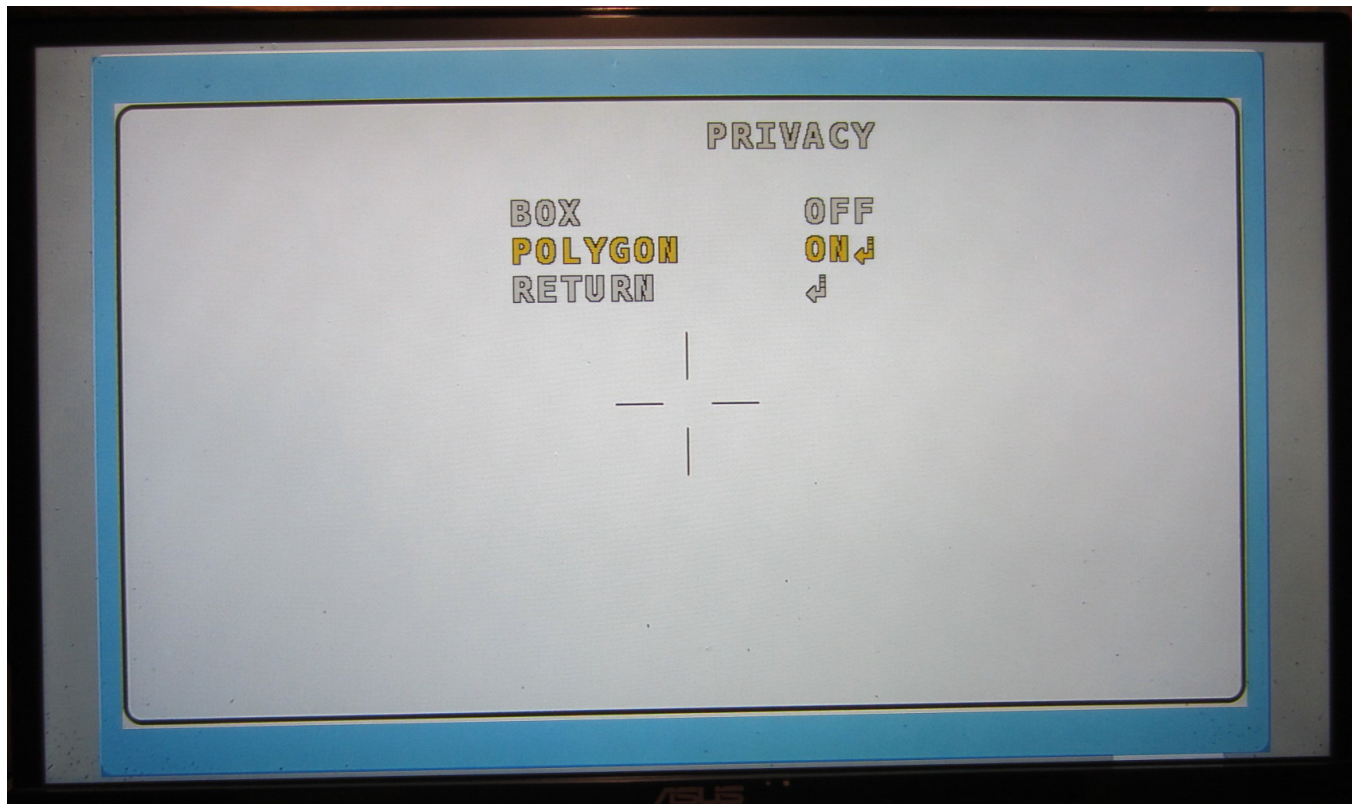 PRIVACY
BOX OFF
POLYGON ON↲
RETURN ↲
ASUS